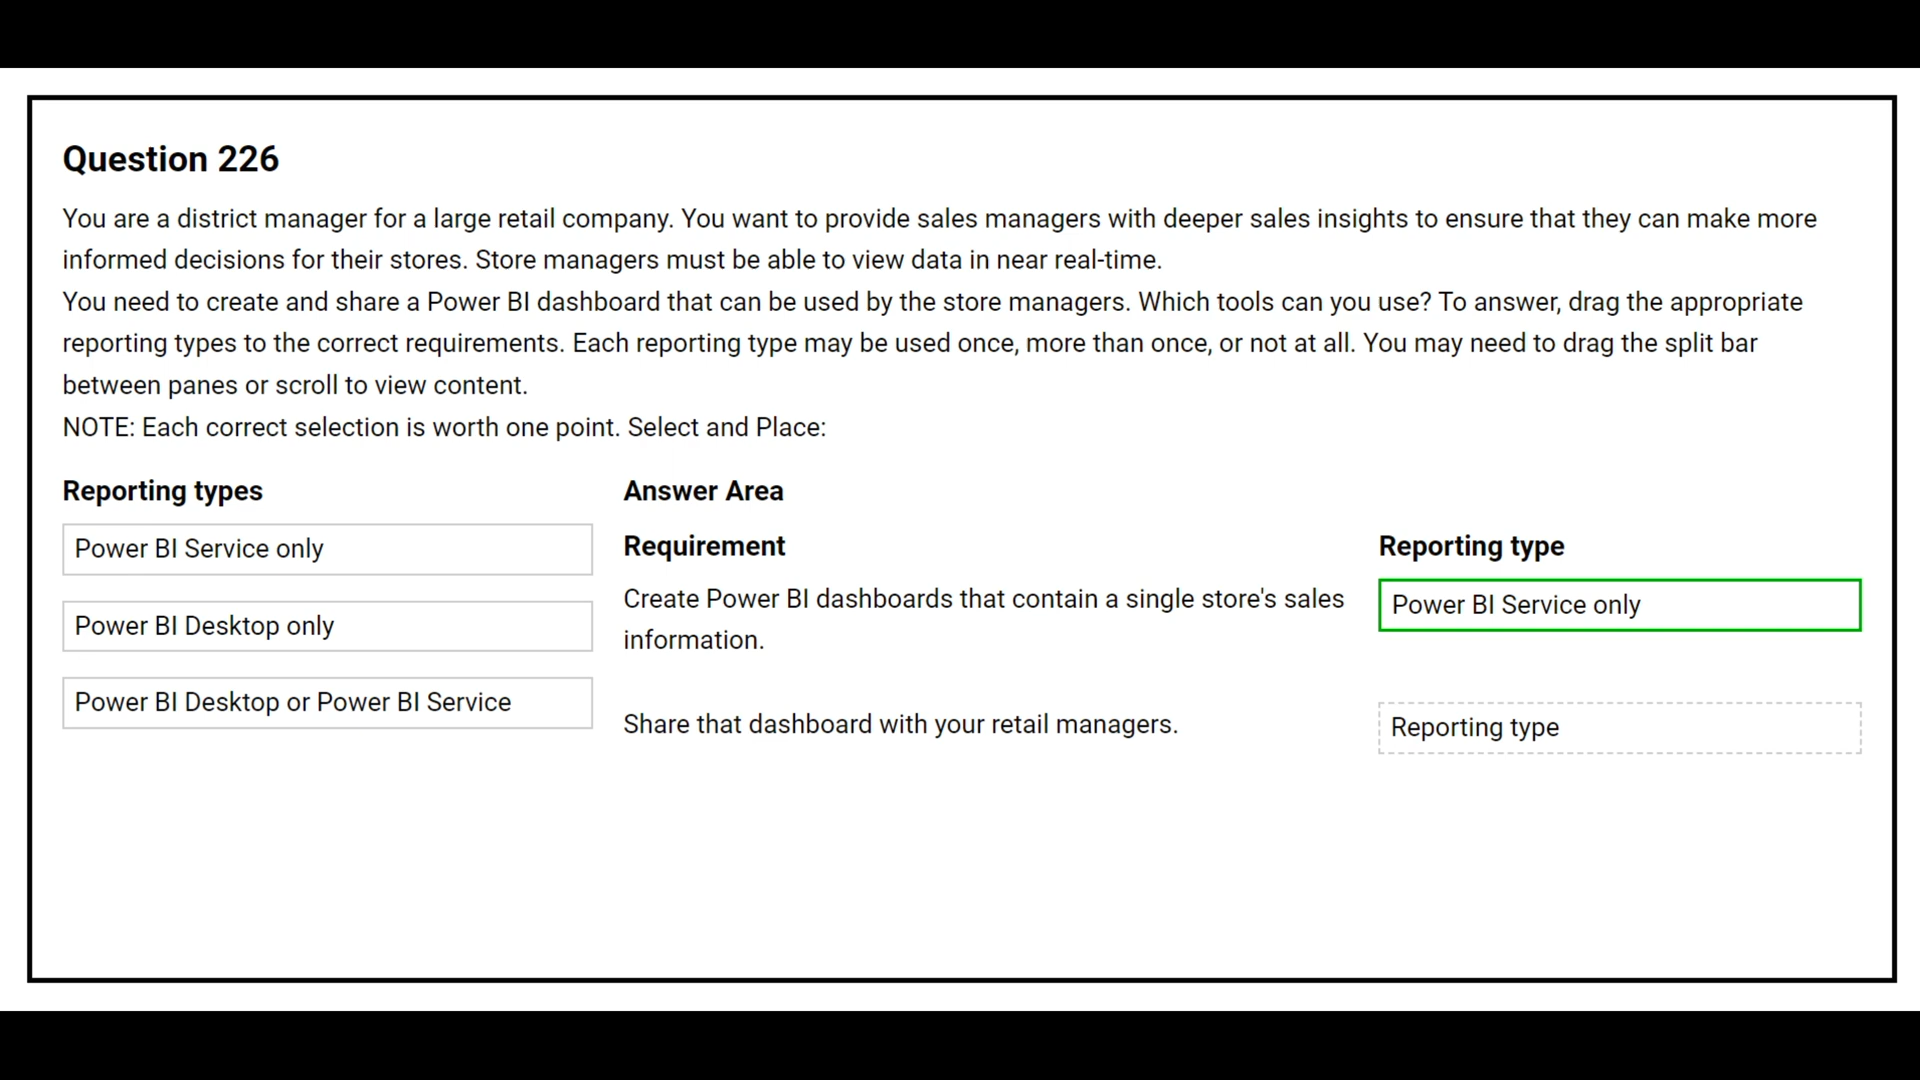 Question 226
You are a district manager for a large retail company. You want to provide sales managers with deeper sales insights to ensure that they can make more
informed decisions for their stores. Store managers must be able to view data in near real-time.
You need to create and share a Power BI dashboard that can be used by the store managers. Which tools can you use? To answer, drag the appropriate
reporting types to the correct requirements. Each reporting type may be used once, more than once, or not at all. You may need to drag the split bar
between panes or scroll to view content.
NOTE: Each correct selection is worth one point. Select and Place:
Reporting types
Power BI Service only
Power BI Desktop only
Power BI Desktop or Power BI Service
Answer Area
Requirement
Create Power BI dashboards that contain a single store's sales
information.
Share that dashboard with your retail managers.
Reporting type
Power BI Service only
Reporting type